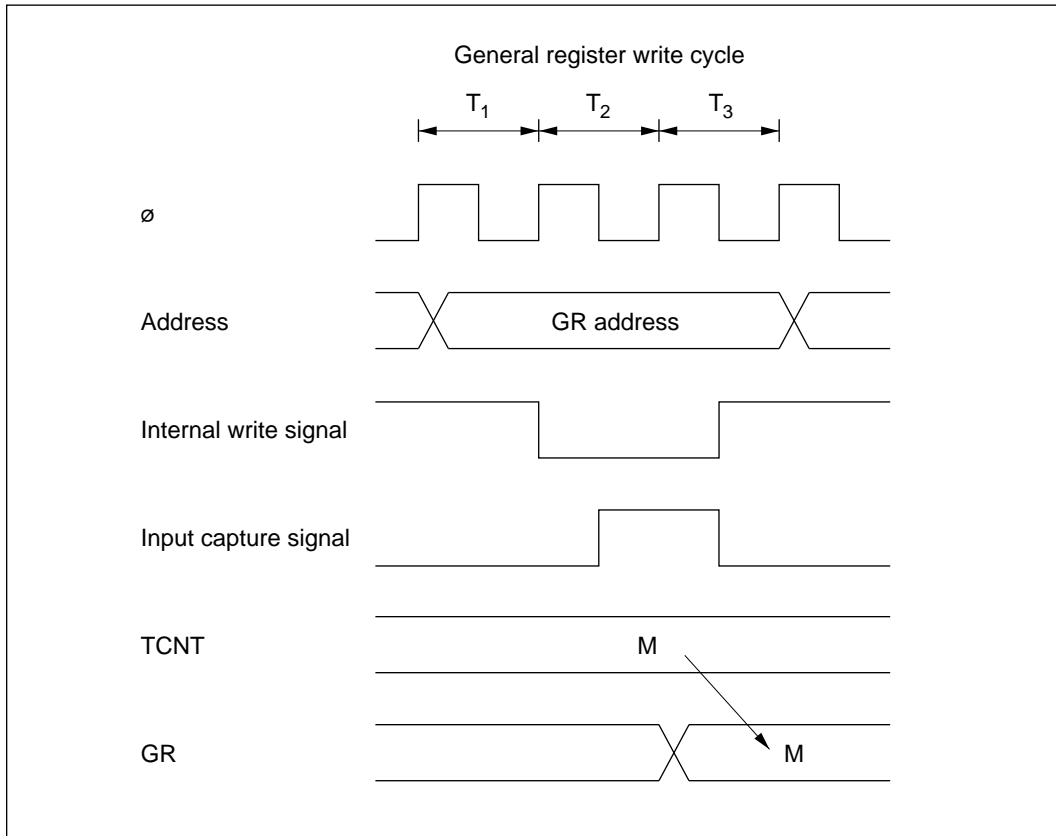 General register write cycle
T₁ T₂ T₃
ø
Address
GR address
Internal write signal
Input capture signal
TCNT
M
GR
M